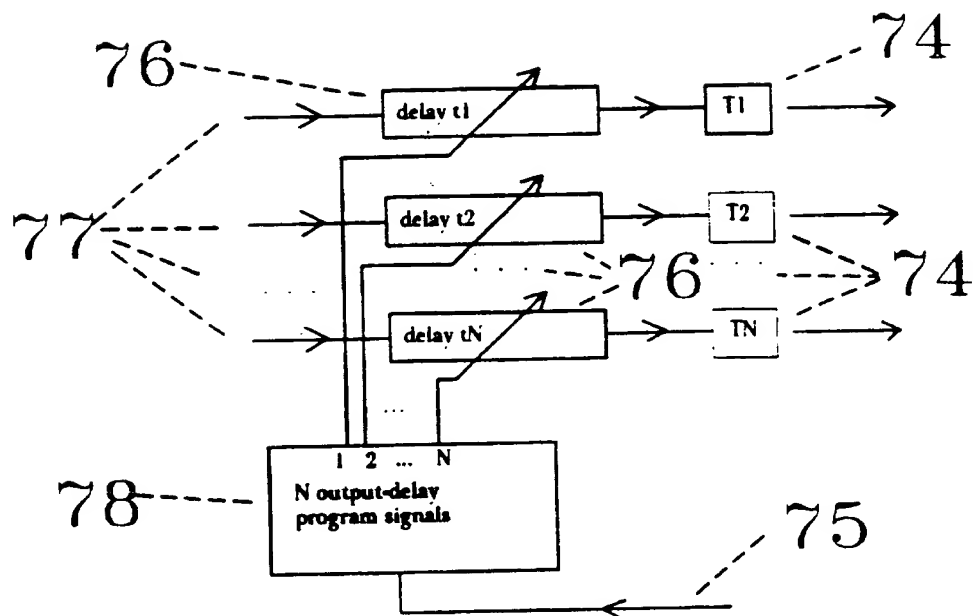 76
74
delay t1
T1
77
delay t2
T2
76
74
delay tN
TN
...
1 2 ... N
78
N output-delay
program signals
75